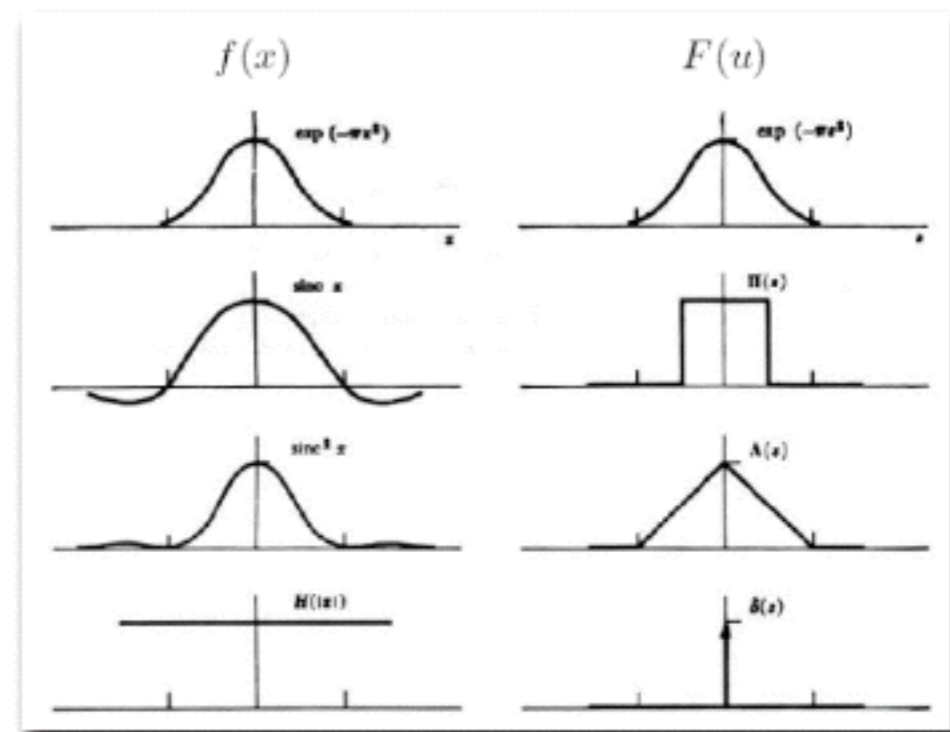 f(x) F(u)
exp (−πx²) exp (−πs²)
x s
sinc x Π(s)
sinc² x Λ(s)
H(|x|) δ(s)